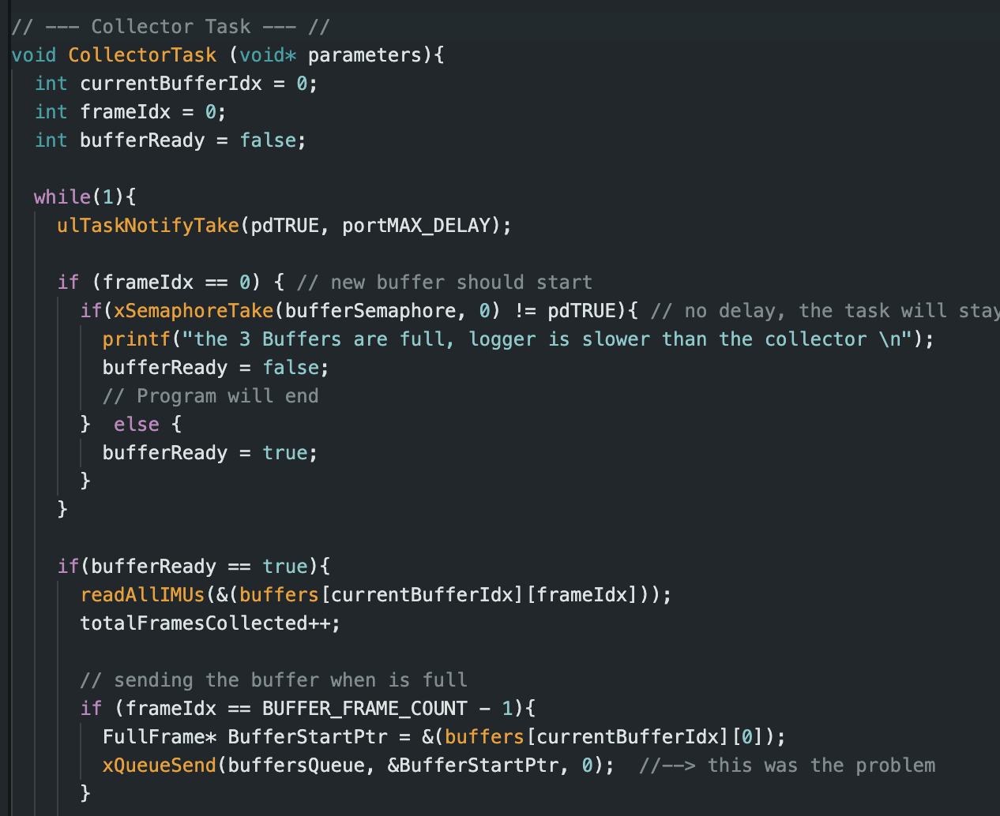 // --- Collector Task --- //
void CollectorTask (void* parameters){
int currentBufferIdx = 0;
int frameIdx = 0;
int bufferReady = false;
while(1){
ulTaskNotifyTake(pdTRUE, portMAX_DELAY);
if (frameIdx == 0) { // new buffer should start
if(xSemaphoreTake(bufferSemaphore, 0) != pdTRUE){ // no delay, the task will stay
printf("the 3 Buffers are full, logger is slower than the collector \n");
bufferReady = false;
// Program will end
}  else {
bufferReady = true;
}
}
if(bufferReady == true){
readAllIMUs(&(buffers[currentBufferIdx][frameIdx]));
totalFramesCollected++;
// sending the buffer when is full
if (frameIdx == BUFFER_FRAME_COUNT - 1){
FullFrame* BufferStartPtr = &(buffers[currentBufferIdx][0]);
xQueueSend(buffersQueue, &BufferStartPtr, 0);  //--> this was the problem
}